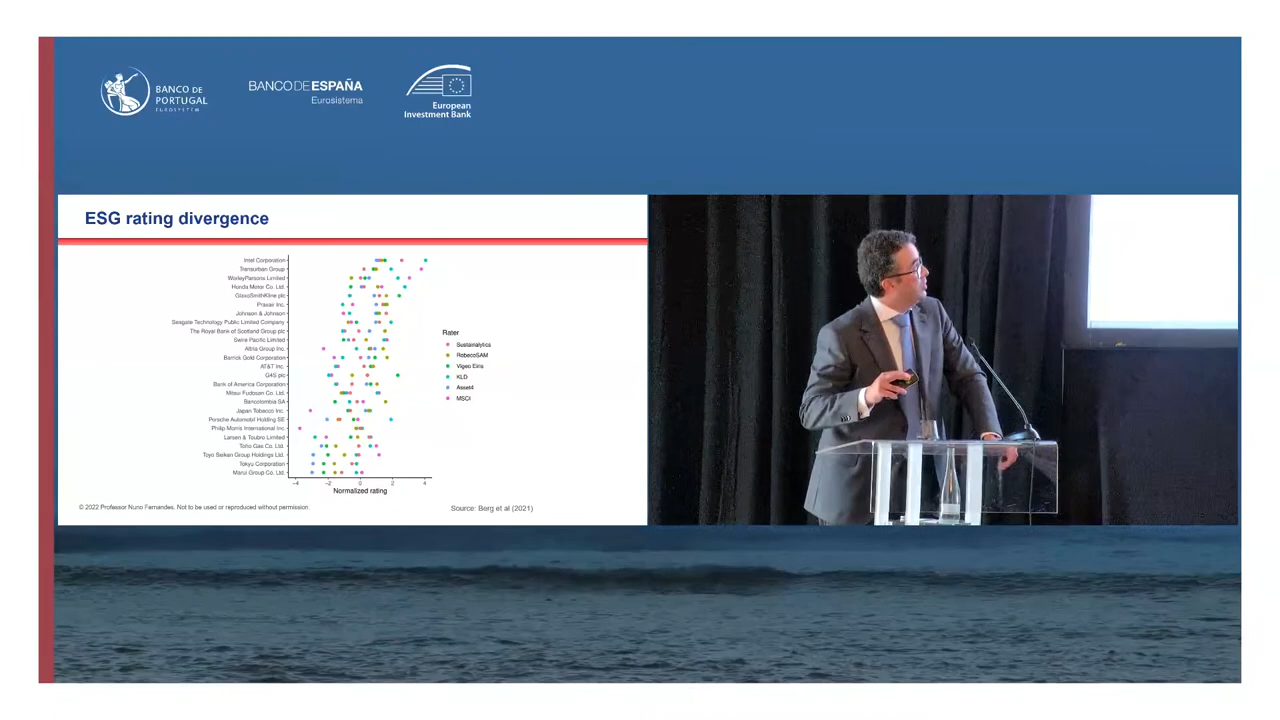 BANCO DE
PORTUGAL
EUROSISTEMA
BANCO DE ESPAÑA
Eurosistema
European
Investment Bank
ESG rating divergence
Intel Corporation
Transurban Group
WorleyParsons Limited
Honda Motor Co. Ltd.
GlaxoSmithKline plc
Praxair Inc.
Johnson & Johnson
Seagate Technology Public Limited Company
The Royal Bank of Scotland Group plc
Swire Pacific Limited
Altria Group Inc.
Barrick Gold Corporation
AT&T Inc.
G4S plc
Bank of America Corporation
Mitsui Fudosan Co. Ltd.
Bancolombia SA
Japan Tobacco Inc.
Porsche Automobil Holding SE
Philip Morris International Inc.
Larsen & Toubro Limited
Toho Gas Co. Ltd.
Toyo Seikan Group Holdings Ltd.
Tokyu Corporation
Marui Group Co. Ltd.
−4 −2 0 2 4
Normalized rating
Rater
Sustainalytics
RobecoSAM
Vigeo Eiris
KLD
Asset4
MSCI
© 2022 Professor Nuno Fernandes. Not to be used or reproduced without permission
Source: Berg et al (2021)